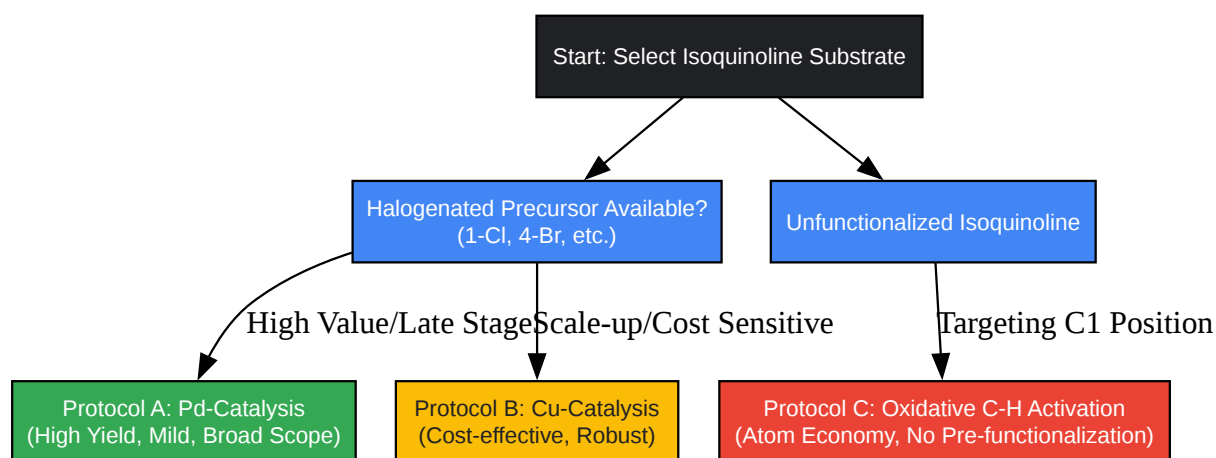 Start: Select Isoquinoline Substrate
Halogenated Precursor Available?
(1-Cl, 4-Br, etc.)
Unfunctionalized Isoquinoline
High Value/Late Stage
Scale-up/Cost Sensitive
Targeting C1 Position
Protocol A: Pd-Catalysis
(High Yield, Mild, Broad Scope)
Protocol B: Cu-Catalysis
(Cost-effective, Robust)
Protocol C: Oxidative C-H Activation
(Atom Economy, No Pre-functionalization)